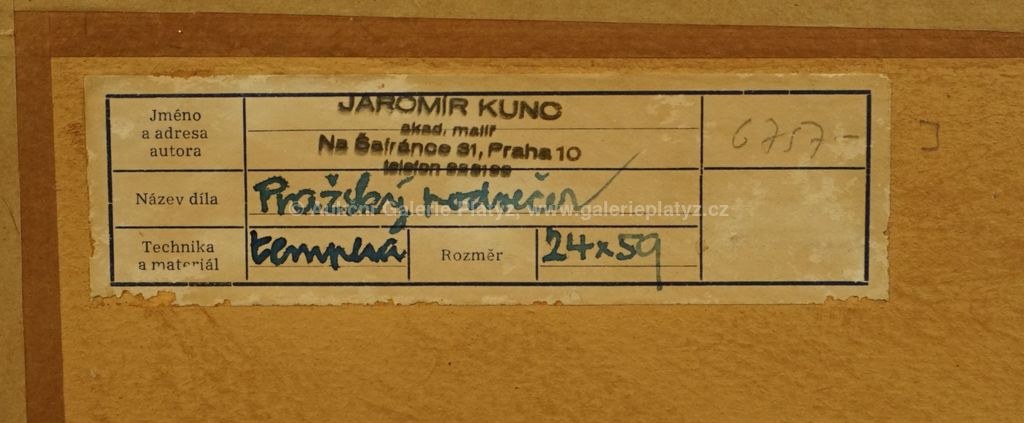 Jméno
a adresa
autora
JAROMÍR KUNC
akad. malíř
Na Šafránce 31, Praha 10
telefon
6757-
Název díla
Pražský podvečer
© Aukční Galerie Platýz, www.galerieplatyz.cz
Technika
a materiál
tempera
Rozměr
24x59